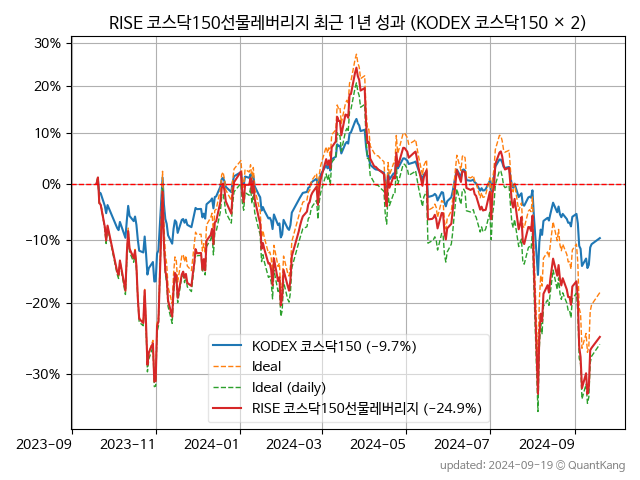 RISE 코스닥150선물레버리지 최근 1년 성과 (KODEX 코스닥150 × 2)
30%
20%
10%
0%
−10%
−20%
−30%
KODEX 코스닥150 (−9.7%)
Ideal
Ideal (daily)
RISE 코스닥150선물레버리지 (−24.9%)
2023-09 2023-11 2024-01 2024-03 2024-05 2024-07 2024-09
updated: 2024-09-19 © QuantKang